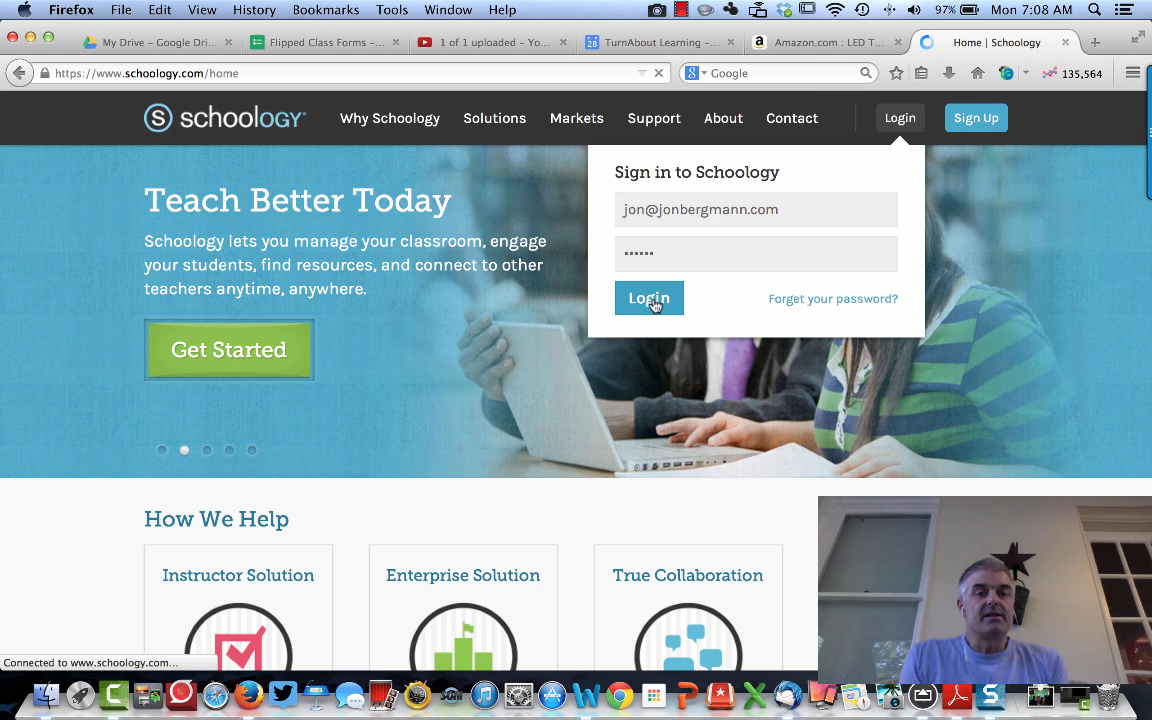 Firefox File Edit View History Bookmarks Tools Window Help 97% Mon 7:08 AM
My Drive – Google Dri... Flipped Class Forms –... 1 of 1 uploaded – Yo... 28 TurnAbout Learning –... a Amazon.com : LED T... Home | Schoology
https://www.schoology.com/home Google 135,564
S schoology Why Schoology Solutions Markets Support About Contact Login Sign Up
Teach Better Today
Schoology lets you manage your classroom, engage
your students, find resources, and connect to other
teachers anytime, anywhere.
Get Started
Sign in to Schoology
jon@jonbergmann.com
••••••
Login Forget your password?
How We Help
Instructor Solution Enterprise Solution True Collaboration
Connected to www.schoology.com...